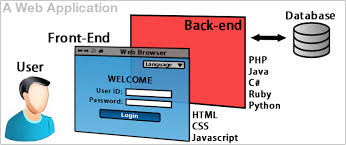 A Web Application
Database
Back-end
Front-End
User
Web Browser
Language
WELCOME
User ID:
Password:
Login
PHP
Java
C#
Ruby
Python
HTML
CSS
Javascript